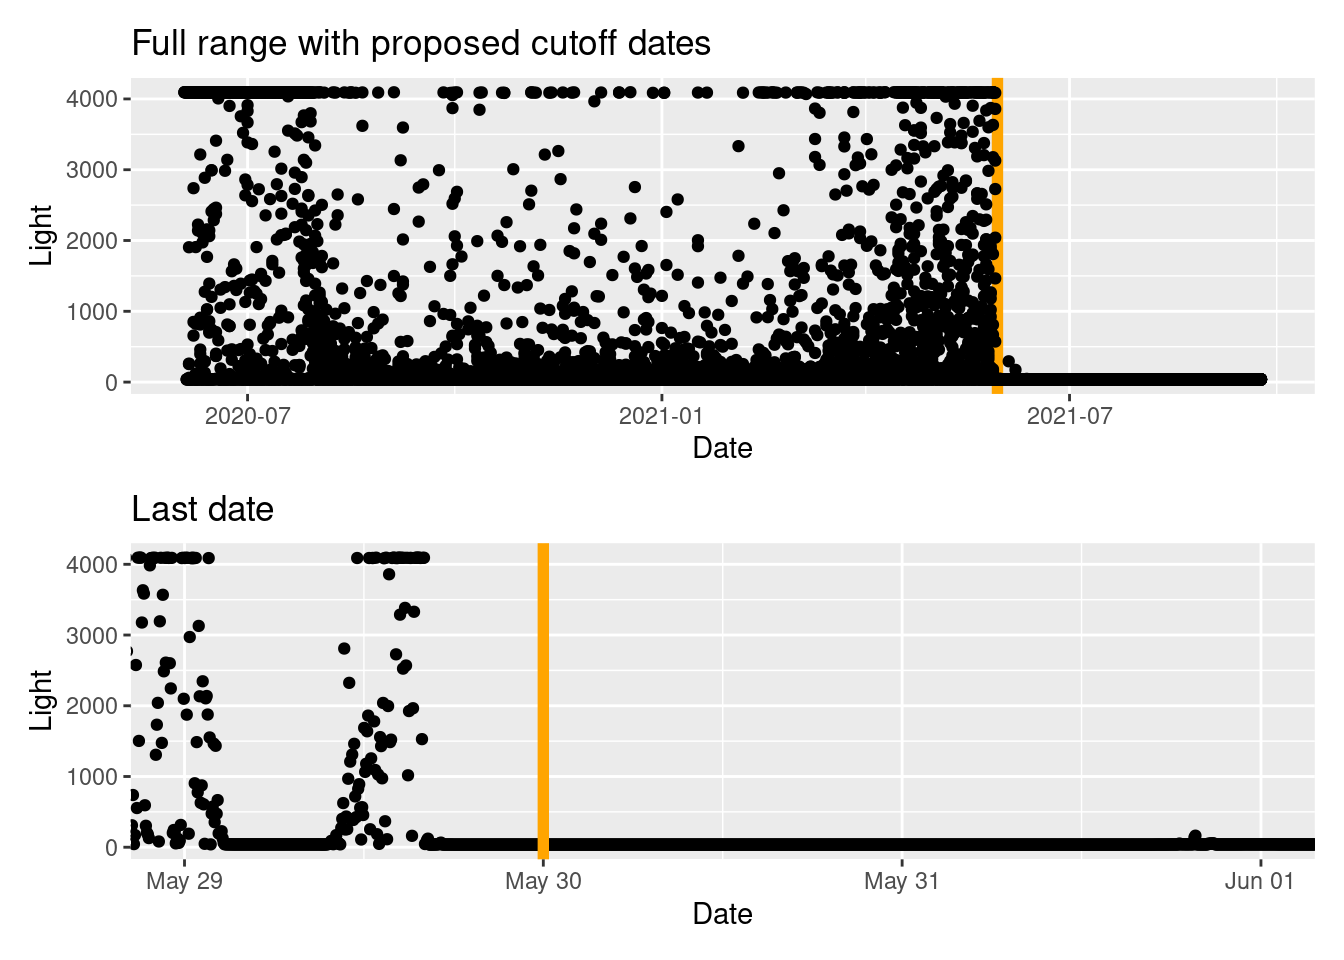 Full range with proposed cutoff dates
4000
3000
2000
1000
0
Light
2020-07 2021-01 2021-07
Date
Last date
4000
3000
2000
1000
0
Light
May 29 May 30 May 31 Jun 01
Date